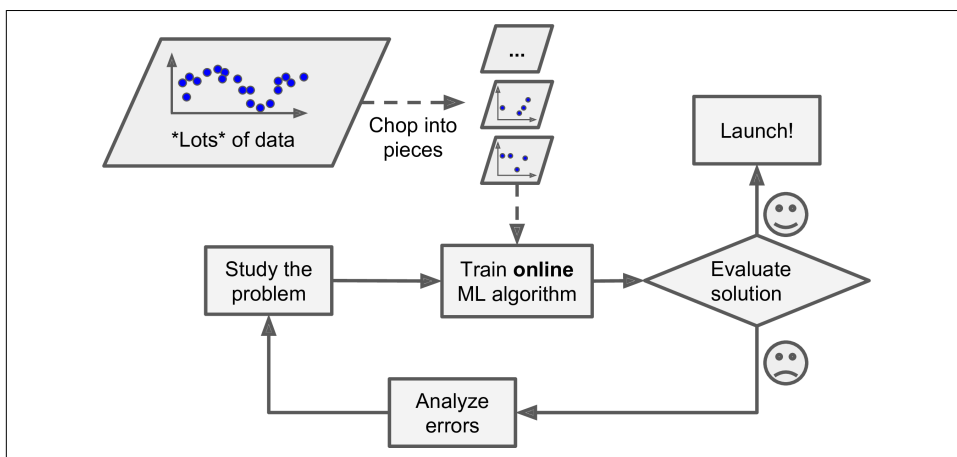 ...
*Lots* of data
Chop into
pieces
Launch!
Study the
problem
Train online
ML algorithm
Evaluate
solution
Analyze
errors